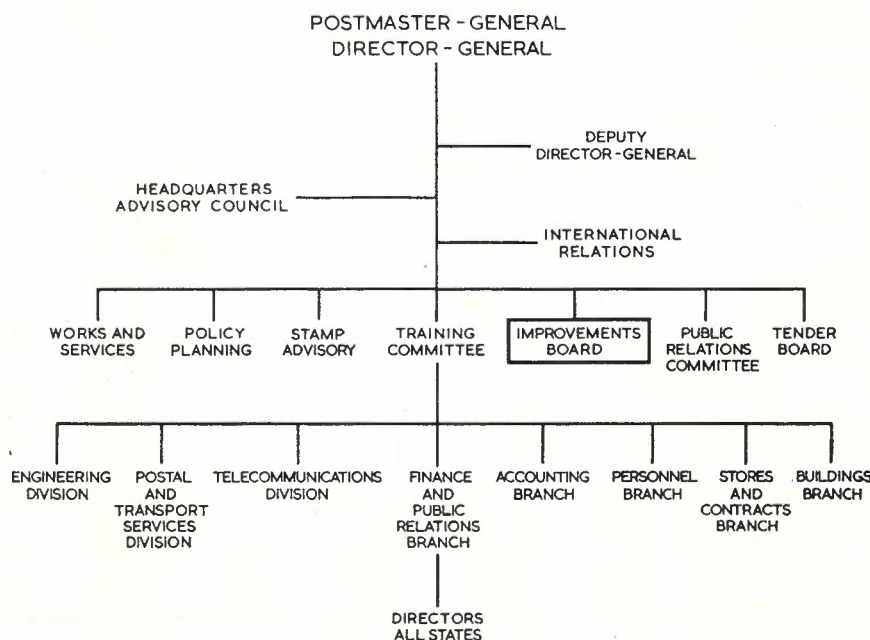 POSTMASTER - GENERAL
DIRECTOR - GENERAL
DEPUTY
DIRECTOR - GENERAL
HEADQUARTERS
ADVISORY COUNCIL
INTERNATIONAL
RELATIONS
WORKS AND
SERVICES
POLICY
PLANNING
STAMP
ADVISORY
TRAINING
COMMITTEE
IMPROVEMENTS
BOARD
PUBLIC
RELATIONS
COMMITTEE
TENDER
BOARD
ENGINEERING
DIVISION
POSTAL
AND
TRANSPORT
SERVICES
DIVISION
TELECOMMUNICATIONS
DIVISION
FINANCE
AND
PUBLIC
RELATIONS
BRANCH
ACCOUNTING
BRANCH
PERSONNEL
BRANCH
STORES
AND
CONTRACTS
BRANCH
BUILDINGS
BRANCH
DIRECTORS
ALL STATES